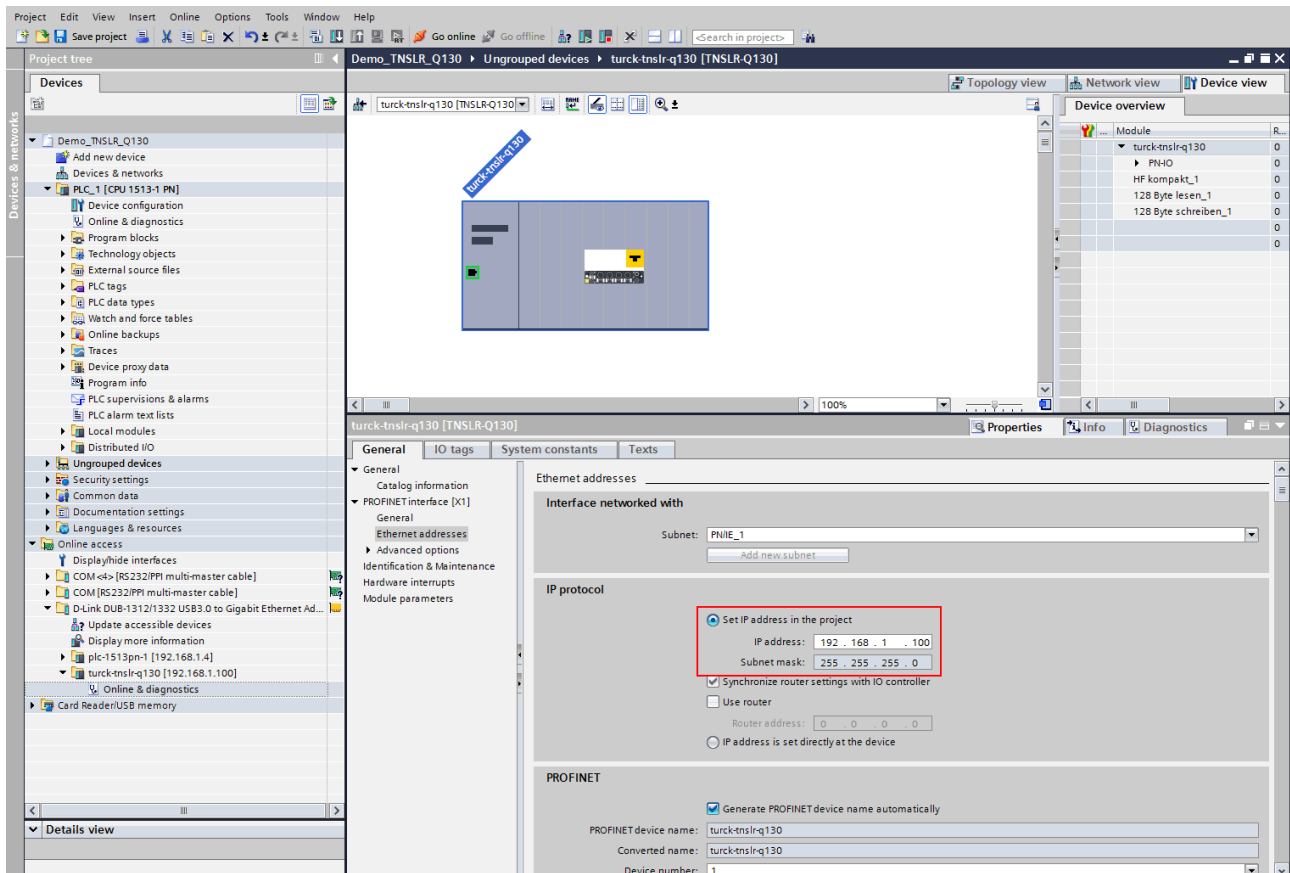 Project Edit View Insert Online Options Tools Window Help
Save project Go online Go offline <Search in project>
Project tree
Devices
Devices & networks
Demo_TNSLR_Q130
Add new device
Devices & networks
PLC_1 [CPU 1513-1 PN]
Device configuration
Online & diagnostics
Program blocks
Technology objects
External source files
PLC tags
PLC data types
Watch and force tables
Online backups
Traces
Device proxy data
Program info
PLC supervisions & alarms
PLC alarm text lists
Local modules
Distributed I/O
Ungrouped devices
Security settings
Common data
Documentation settings
Languages & resources
Online access
Display/hide interfaces
COM <4> [RS232/PPI multi-master cable]
COM [RS232/PPI multi-master cable]
D-Link DUB-1312/1332 USB3.0 to Gigabit Ethernet Ad...
Update accessible devices
Display more information
plc-1513pn-1 [192.168.1.4]
turck-tnslr-q130 [192.168.1.100]
Online & diagnostics
Card Reader/USB memory
Details view
Demo_TNSLR_Q130 Ungrouped devices turck-tnslr-q130 [TNSLR-Q130]
Topology view Network view Device view
turck-tnslr-q130 [TNSLR-Q130]
turck-tnslr-q130
100%
Device overview
... Module R...
turck-tnslr-q130 0
PN-IO 0
HF kompakt_1 0
128 Byte lesen_1 0
128 Byte schreiben_1 0
0
0
turck-tnslr-q130 [TNSLR-Q130]
Properties Info Diagnostics
General IO tags System constants Texts
General
Catalog information
PROFINET interface [X1]
General
Ethernet addresses
Advanced options
Identification & Maintenance
Hardware interrupts
Module parameters
Ethernet addresses
Interface networked with
Subnet: PN/IE_1
Add new subnet
IP protocol
Set IP address in the project
IP address: 192 . 168 . 1 . 100
Subnet mask: 255 . 255 . 255 . 0
Synchronize router settings with IO controller
Use router
Router address: 0 . 0 . 0 . 0
IP address is set directly at the device
PROFINET
Generate PROFINET device name automatically
PROFINET device name: turck-tnslr-q130
Converted name: turck-tnslr-q130
Device number: 1